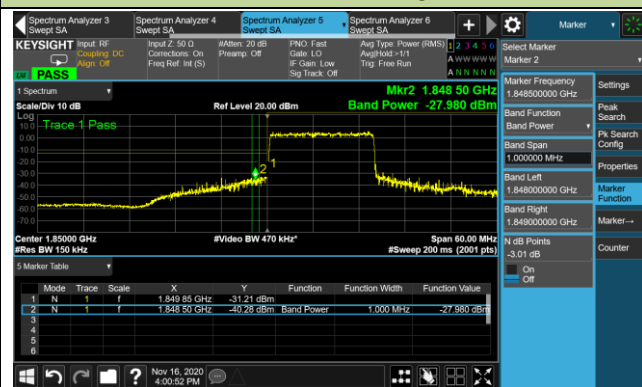 Spectrum Analyzer 3
Swept SA
Spectrum Analyzer 4
Swept SA
Spectrum Analyzer 5
Swept SA
Spectrum Analyzer 6
Swept SA
+
Marker
KEYSIGHT
Input: RF
Coupling: DC
Align: Off
PASS
Input Z: 50 Ω
Corrections: On
Freq Ref: Int (S)
#Atten: 20 dB
Preamp: Off
PNO: Fast
Gate: LO
IF Gain: Low
Sig Track: Off
Avg Type: Power (RMS)
Avg|Hold:>1/1
Trig: Free Run
1 2 3 4 5 6
A W W W W W
A N N N N N
1 Spectrum
Scale/Div 10 dB
Ref Level 20.00 dBm
Mkr2 1.848 50 GHz
Band Power -27.980 dBm
Log
Trace 1 Pass
10.0
0.00
-10.0
-20.0
-30.0
-40.0
-50.0
-60.0
-70.0
2
1
Center 1.85000 GHz
#Res BW 150 kHz
#Video BW 470 kHz*
Span 60.00 MHz
#Sweep 200 ms (2001 pts)
5 Marker Table
Mode Trace Scale X Y Function Function Width Function Value
1 N 1 f 1.849 85 GHz -31.21 dBm
2 N 1 f 1.848 50 GHz -40.28 dBm Band Power 1.000 MHz -27.980 dBm
3
4
5
6
Nov 16, 2020
4:00:52 PM
?
Select Marker
Marker 2
Marker Frequency
1.848500000 GHz
Band Function
Band Power
Band Span
1.000000 MHz
Band Left
1.848000000 GHz
Band Right
1.849000000 GHz
N dB Points
-3.01 dB
On
Off
Settings
Peak
Search
Pk Search
Config
Properties
Marker
Function
Marker→
Counter